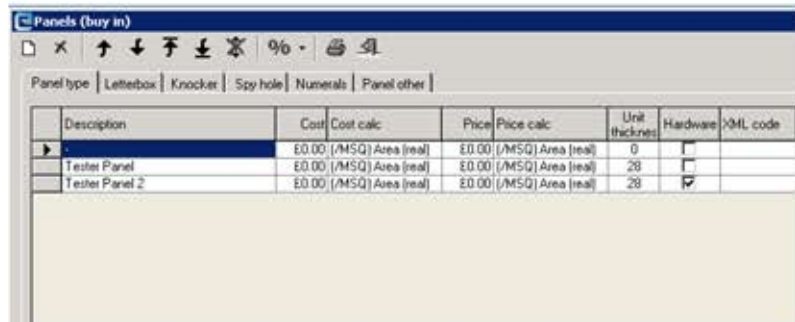 Panels (buy in)
% -
Panel type Letterbox Knocker Spy hole Numerals Panel other
Description Cost Cost calc Price Price calc Unit thicknes Hardware XML code
- £0.00 (/MSQ) Area (real) £0.00 (/MSQ) Area (real) 0
Tester Panel £0.00 (/MSQ) Area (real) £0.00 (/MSQ) Area (real) 28
Tester Panel 2 £0.00 (/MSQ) Area (real) £0.00 (/MSQ) Area (real) 28